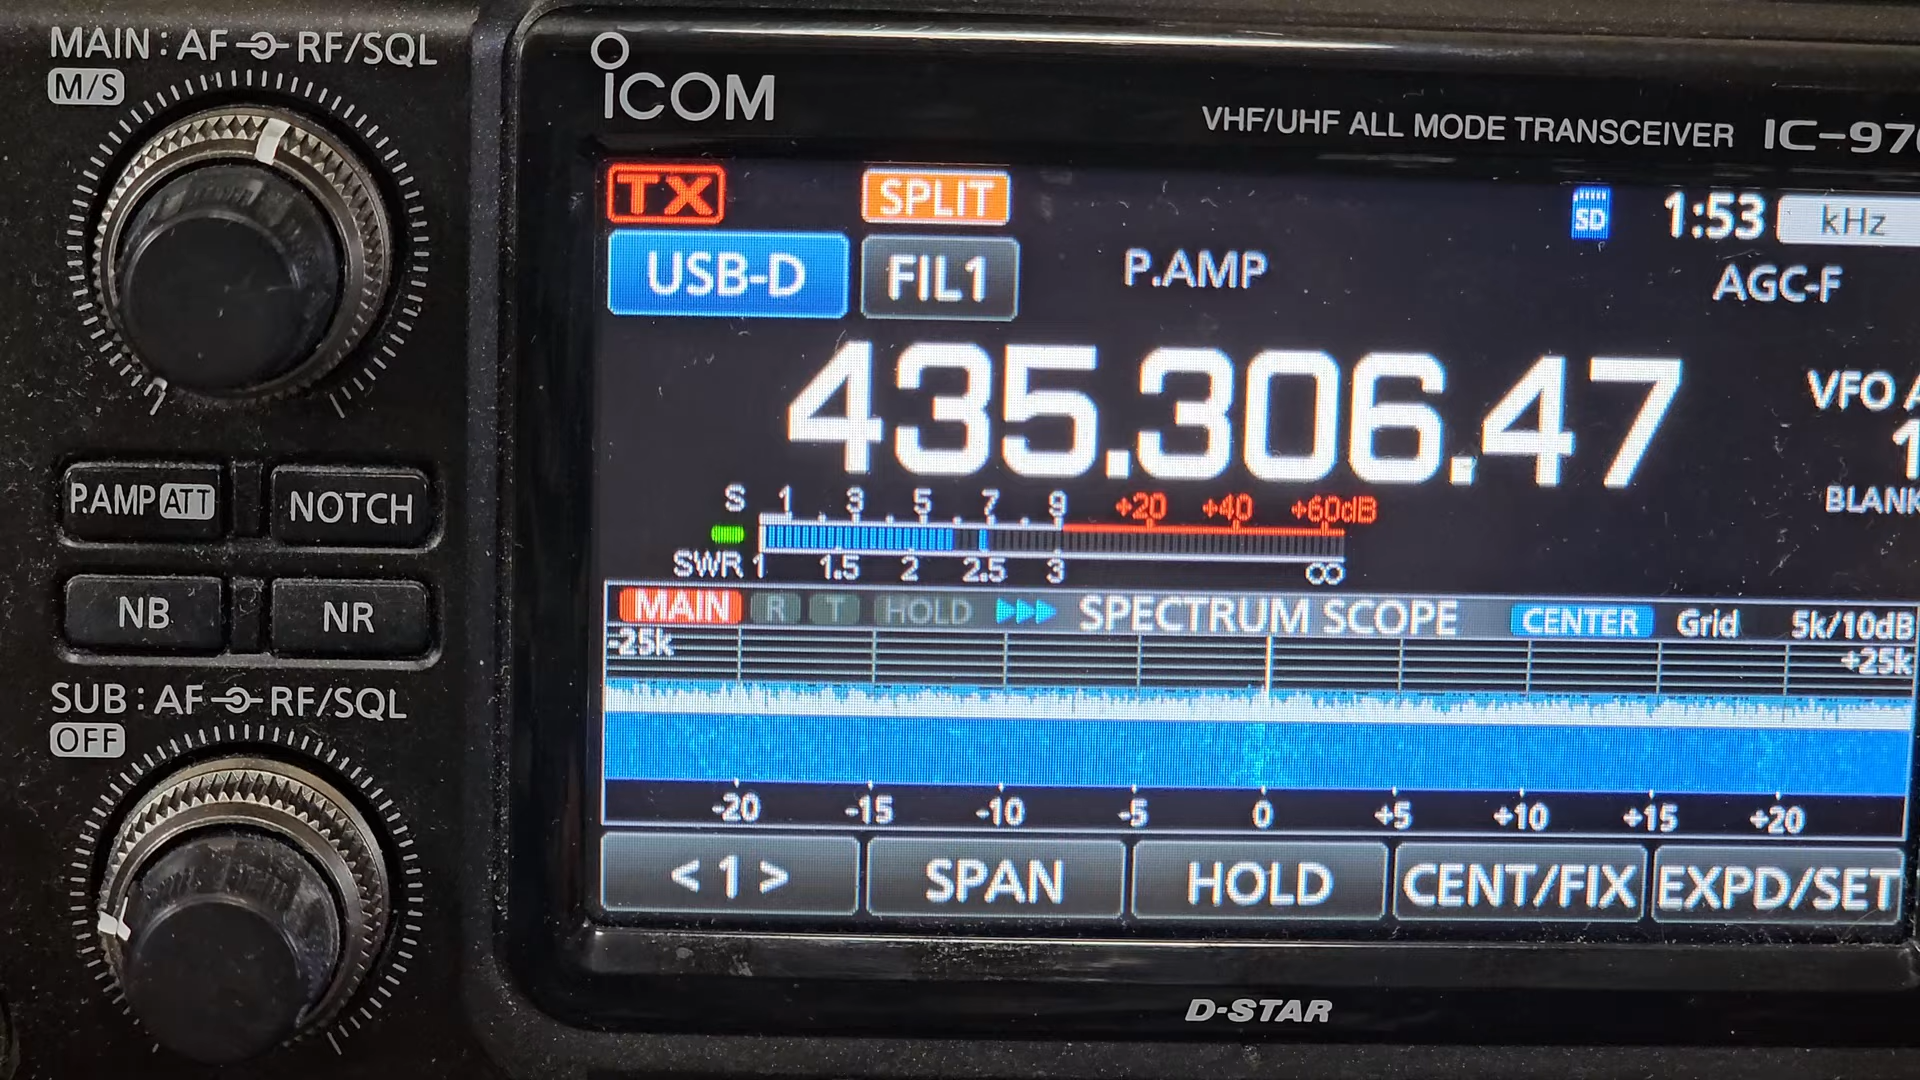 MAIN: AF RF/SQL
M/S
ICOM
VHF/UHF ALL MODE TRANSCEIVER IC-97
TX SPLIT SD 1:53 kHz
USB-D FIL1 P.AMP AGC-F
435.306.47
VFO A
1
BLANK
S 1 3 5 7 9 +20 +40 +60dB
SWR 1 1.5 2 2.5 3 ∞
MAIN R T HOLD SPECTRUM SCOPE CENTER Grid 5k/10dB
-25k +25k
-20 -15 -10 -5 0 +5 +10 +15 +20
<1> SPAN HOLD CENT/FIX EXPD/SET
P.AMP ATT NOTCH
NB NR
SUB: AF RF/SQL
OFF
D-STAR